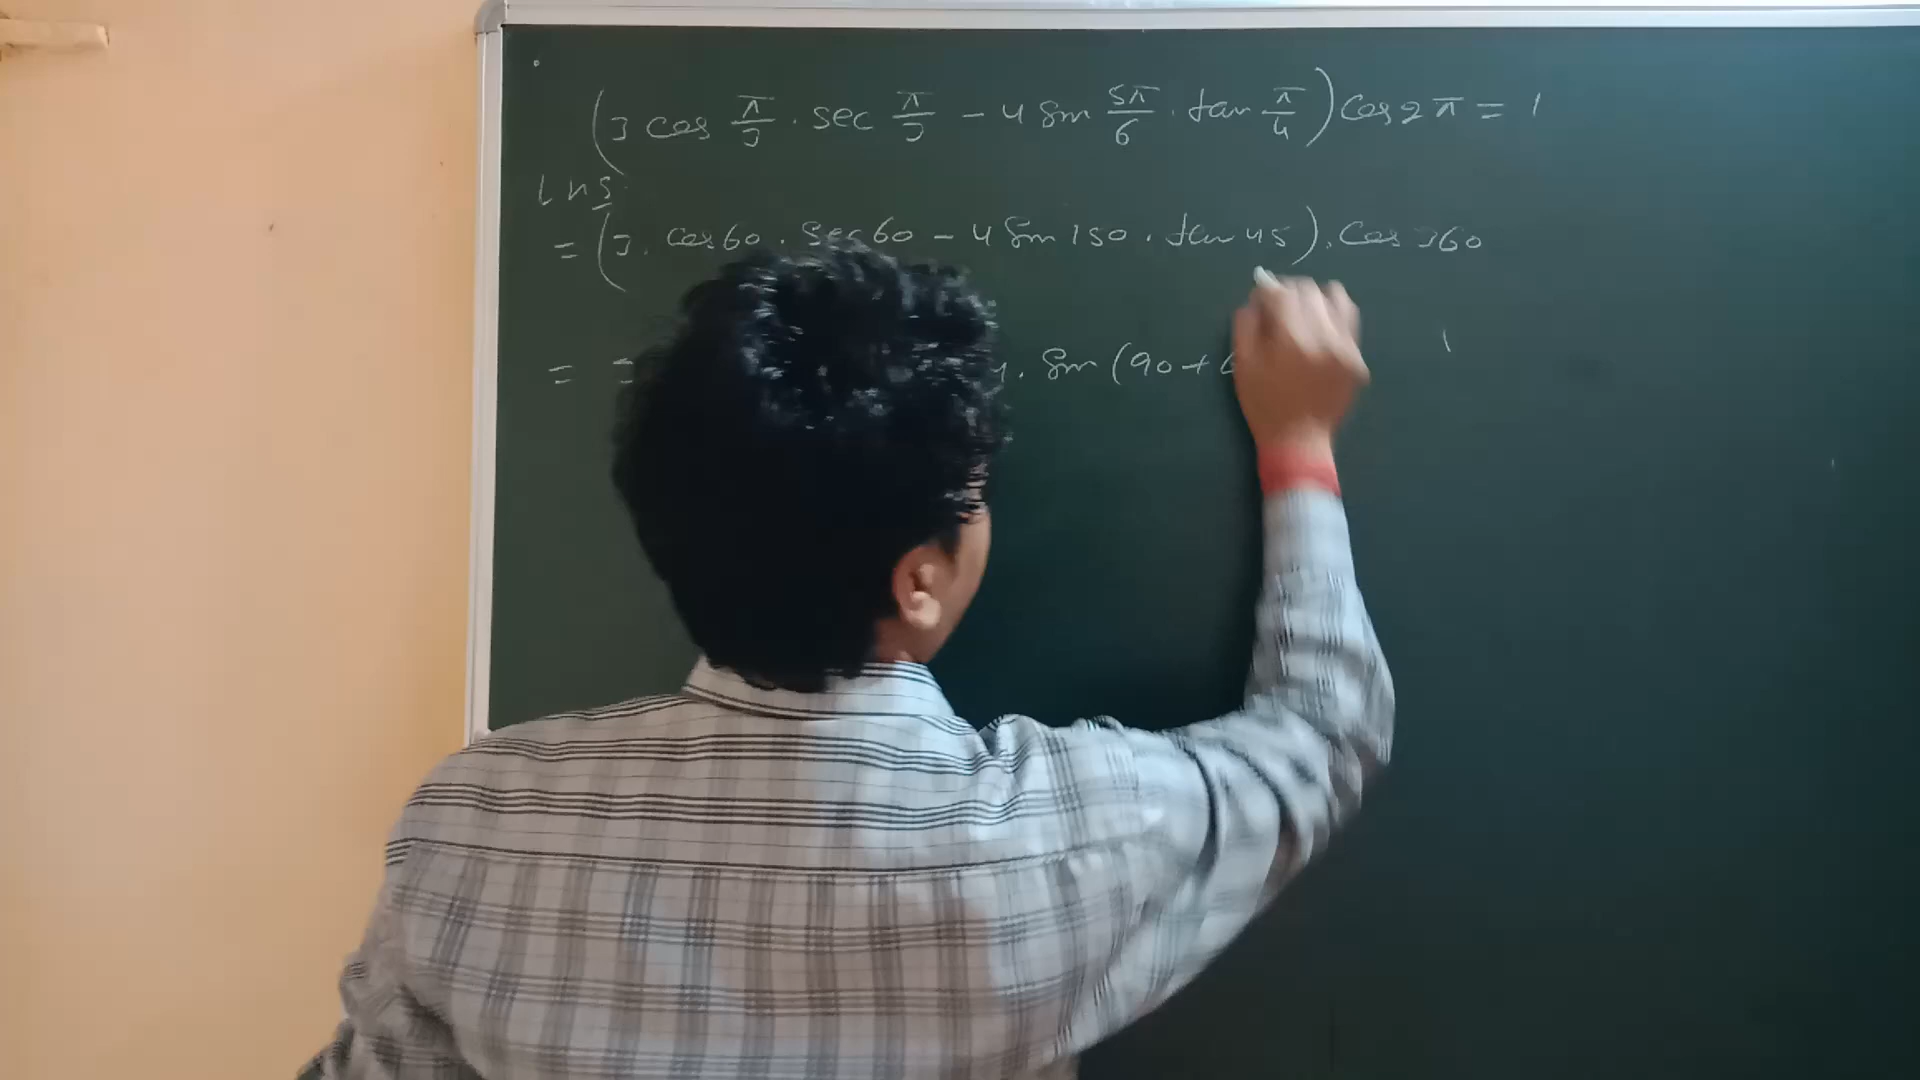 (3 cos π/3 . sec π/3 - 4 sin 5π/6 . tan π/4) cos 2π = 1
LHS
= (3 . cos 60 . sec 60 - 4 sin 150 . tan 45) . cos 360
= . sin (90 + 1